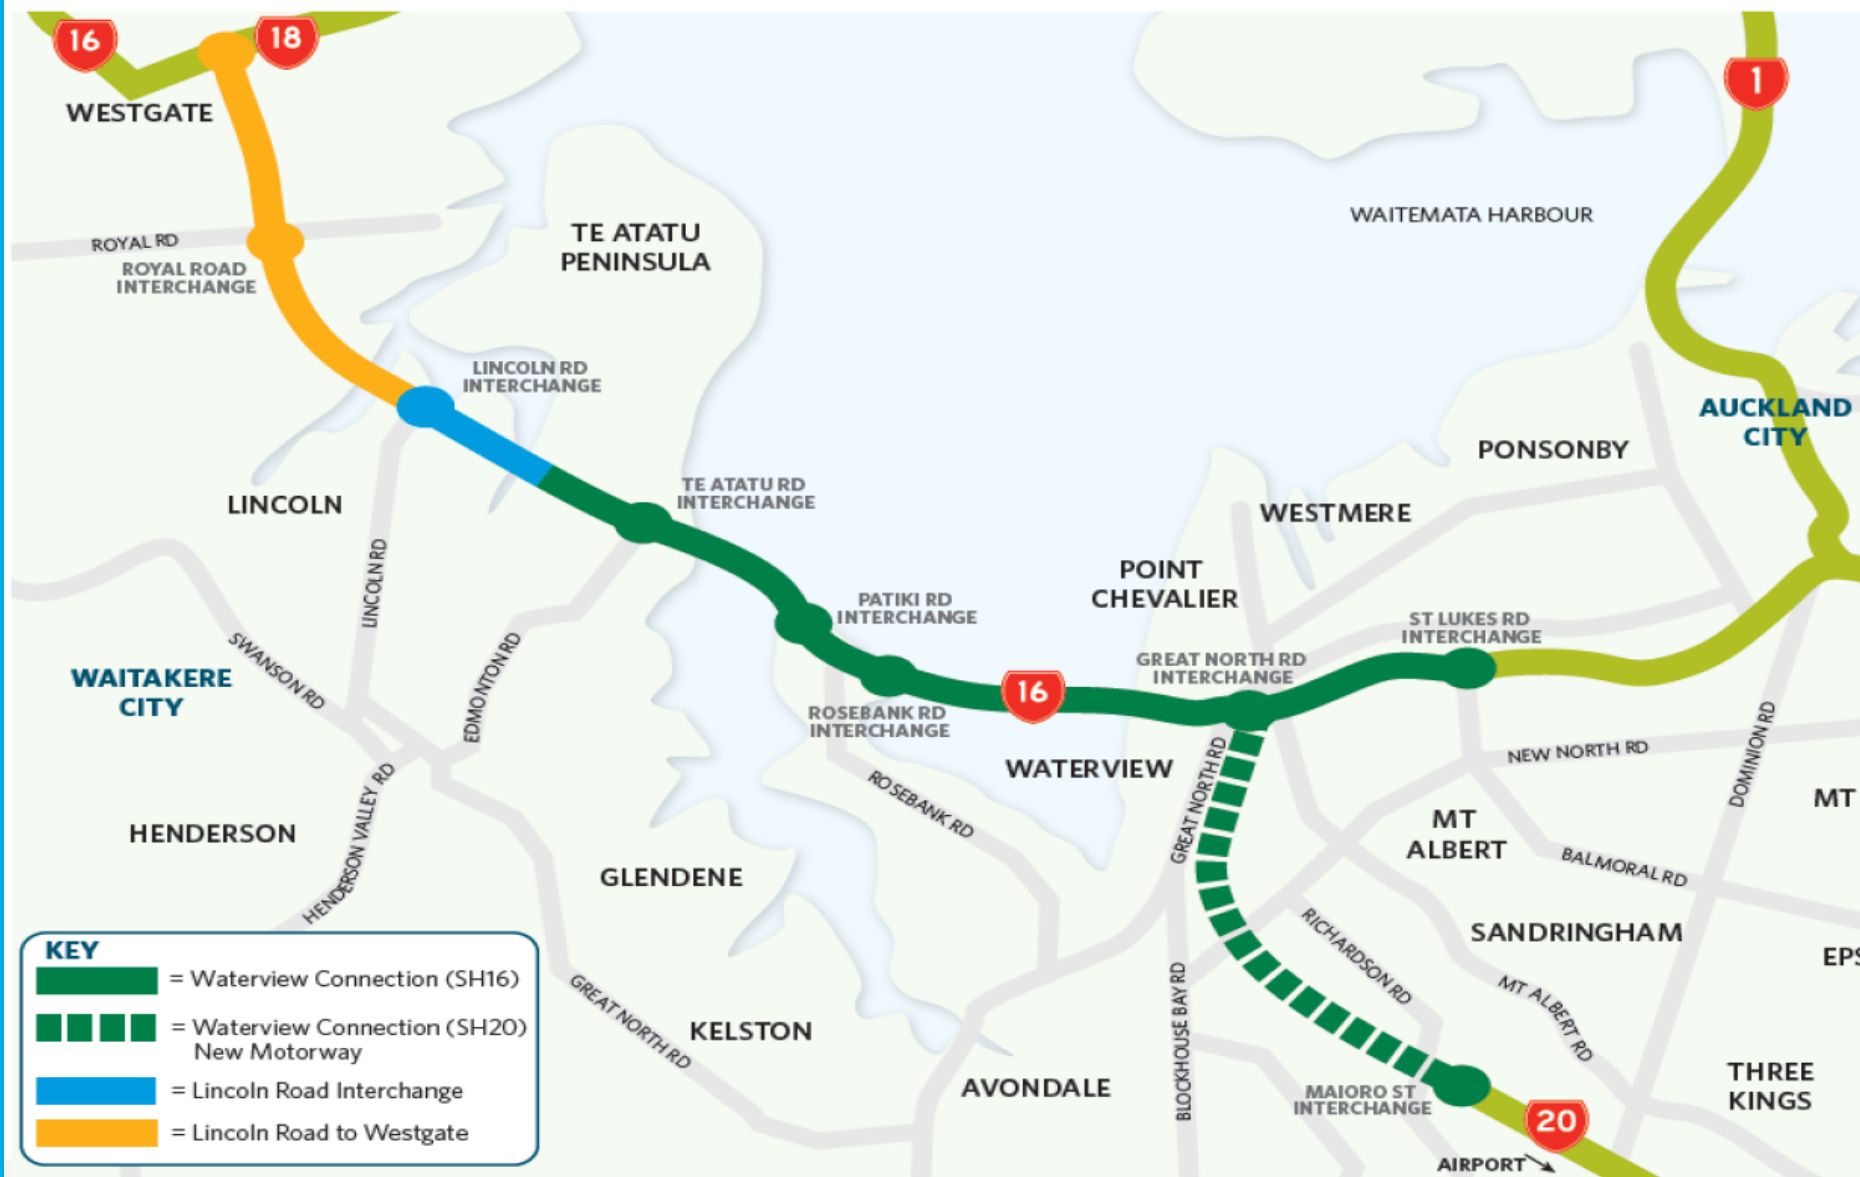 16
18
1
WESTGATE
ROYAL RD
ROYAL ROAD
INTERCHANGE
TE ATATU
PENINSULA
WAITEMATA HARBOUR
LINCOLN RD
INTERCHANGE
AUCKLAND
CITY
PONSONBY
LINCOLN
TE ATATU RD
INTERCHANGE
WESTMERE
LINCOLN RD
POINT
CHEVALIER
PATIKI RD
INTERCHANGE
ST LUKES RD
INTERCHANGE
SWANSON RD
EDMONTON RD
WAITAKERE
CITY
GREAT NORTH RD
INTERCHANGE
16
ROSEBANK RD
INTERCHANGE
WATERVIEW
NEW NORTH RD
DOMINION RD
MT
ROSEBANK RD
GREAT NORTH RD
HENDERSON
HENDERSON VALLEY RD
MT
ALBERT
BALMORAL RD
GLENDENE
SANDRINGHAM
EPS
RICHARDSON RD
MT ALBERT RD
BLOCKHOUSE BAY RD
GREAT NORTH RD
KELSTON
AVONDALE
MAIORO ST
INTERCHANGE
THREE
KINGS
20
AIRPORT
KEY
= Waterview Connection (SH16)
= Waterview Connection (SH20)
New Motorway
= Lincoln Road Interchange
= Lincoln Road to Westgate